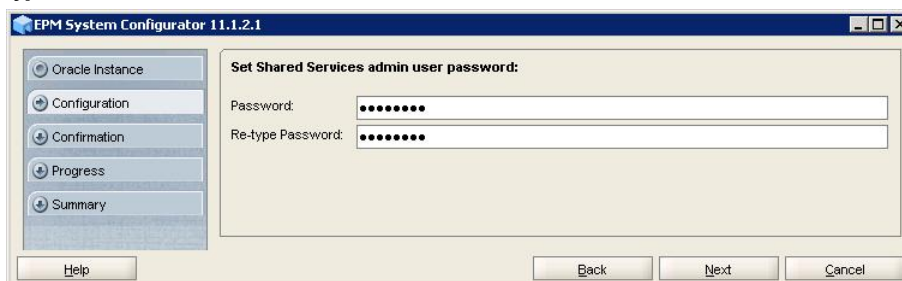 EPM System Configurator 11.1.2.1
Oracle Instance
Configuration
Confirmation
Progress
Summary
Set Shared Services admin user password:
Password: ●●●●●●●●
Re-type Password: ●●●●●●●●
Help Back Next Cancel